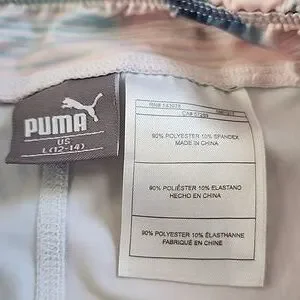 PUMA
US
L(12-14)
90% POLYESTER 10% SPANDEX
MADE IN CHINA
90% POLIÉSTER 10% ELASTANO
HECHO EN CHINA
90% POLYESTER 10% ÉLASTHANNE
FABRIQUÉ EN CHINE